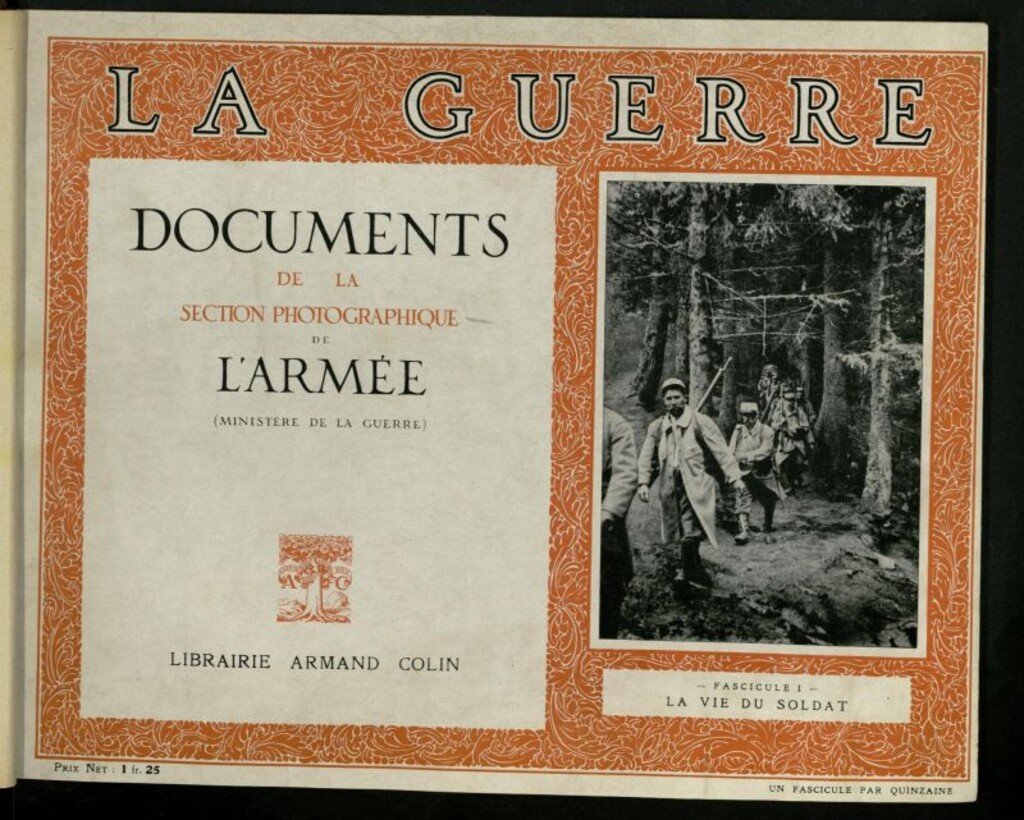 LA GUERRE
DOCUMENTS
DE LA
SECTION PHOTOGRAPHIQUE
DE
L'ARMÉE
(MINISTÈRE DE LA GUERRE)
A C
LIBRAIRIE ARMAND COLIN
— FASCICULE I —
LA VIE DU SOLDAT
PRIX NET : 1 fr. 25
UN FASCICULE PAR QUINZAINE